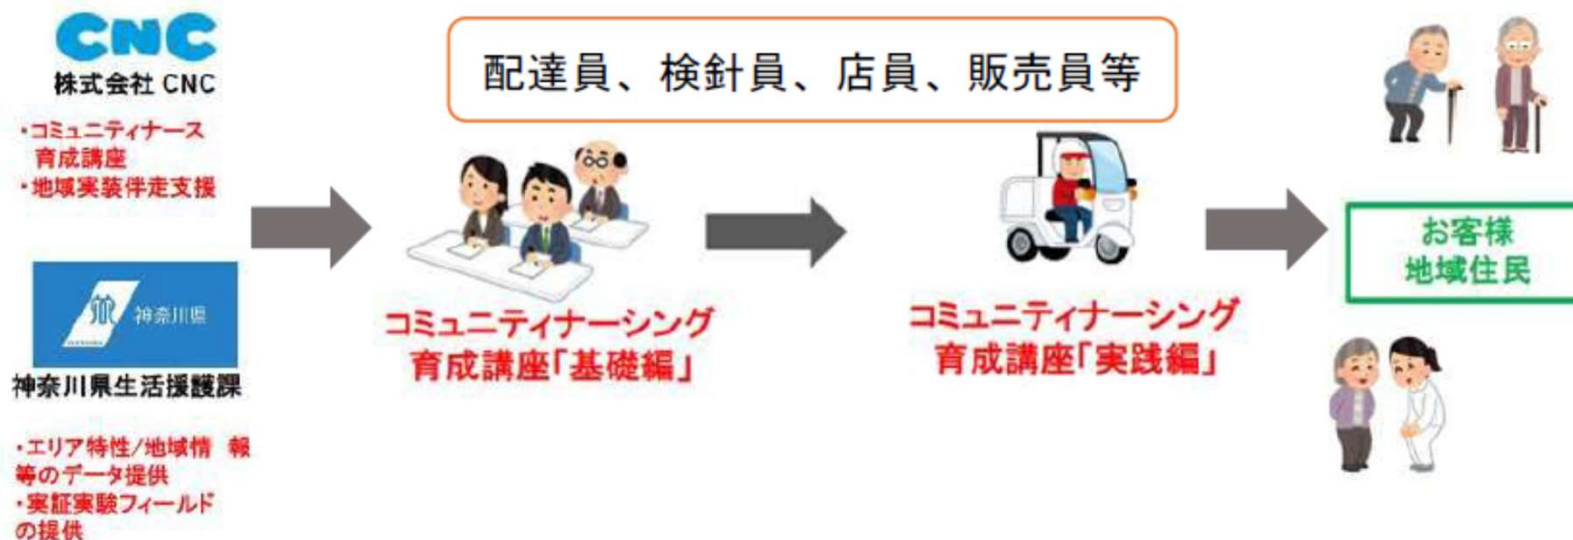 CNC
株式会社 CNC
・コミュニティナース
育成講座
・地域実装伴走支援
神奈川県
神奈川県生活援護課
・エリア特性/地域情 報
等のデータ提供
・実証実験フィールド
の提供
配達員、検針員、店員、販売員等
コミュニティナーシング
育成講座「基礎編」
コミュニティナーシング
育成講座「実践編」
お客様
地域住民